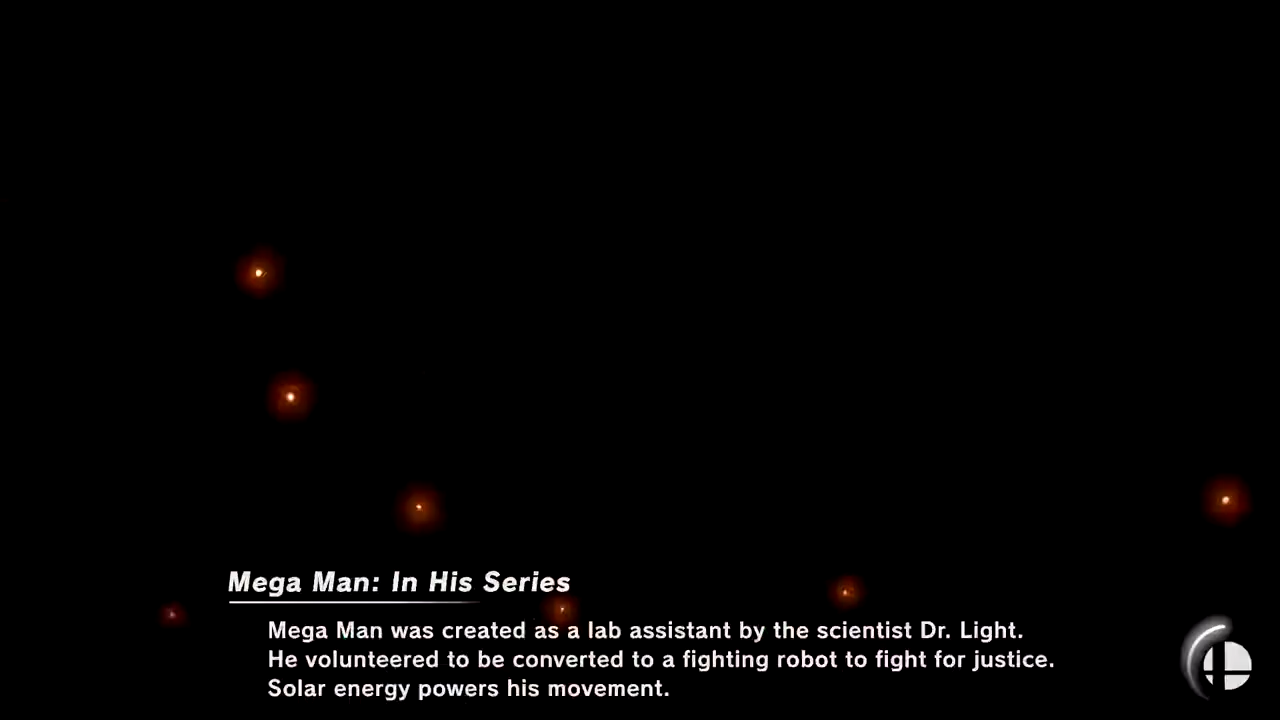 Mega Man: In His Series
Mega Man was created as a lab assistant by the scientist Dr. Light.
He volunteered to be converted to a fighting robot to fight for justice.
Solar energy powers his movement.